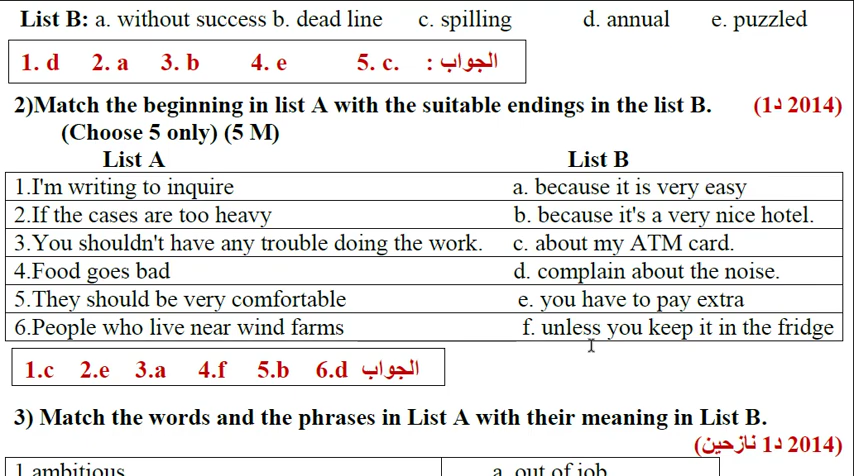 List B: a. without success b. dead line c. spilling d. annual e. puzzled
1. d 2. a 3. b 4. e 5. c. : الجواب
2)Match the beginning in list A with the suitable endings in the list B. (2014 د1)
(Choose 5 only) (5 M)
List A List B
1.I'm writing to inquire a. because it is very easy
2.If the cases are too heavy b. because it's a very nice hotel.
3.You shouldn't have any trouble doing the work. c. about my ATM card.
4.Food goes bad d. complain about the noise.
5.They should be very comfortable e. you have to pay extra
6.People who live near wind farms f. unless you keep it in the fridge
1.c 2.e 3.a 4.f 5.b 6.d الجواب
3) Match the words and the phrases in List A with their meaning in List B.
(2014 د1 نازحين)
1.ambitious a. out of job